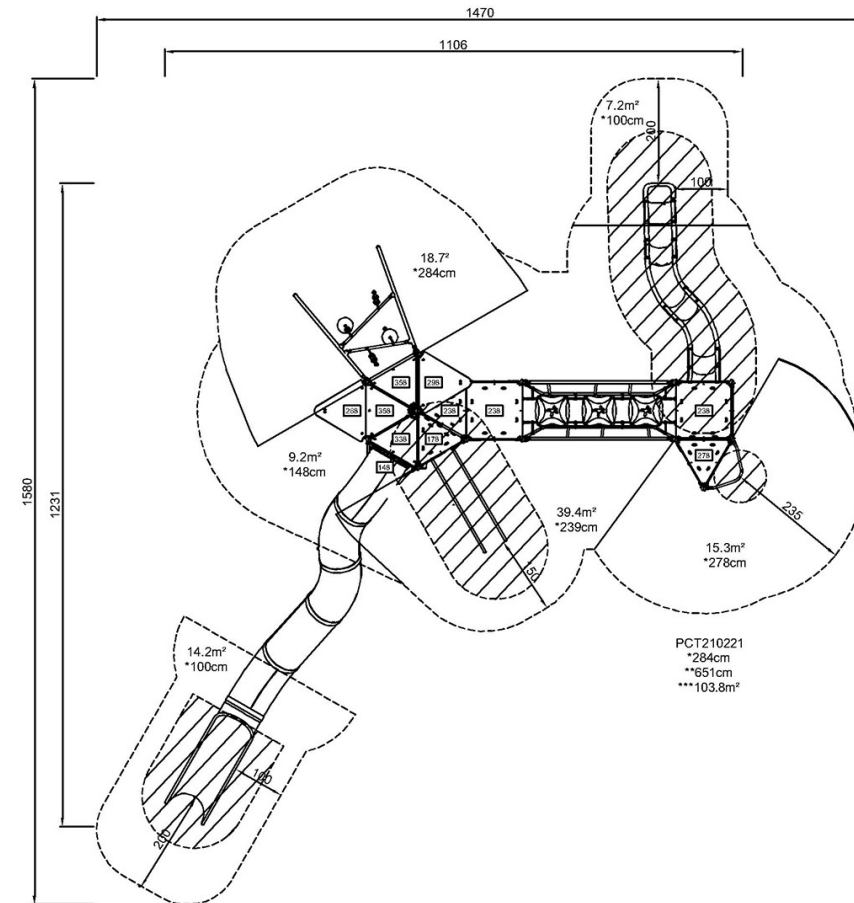 1470
1106
7.2m²
*100cm
200
100
18.7²
*284cm
358
298
268
358
238
238
238
338
178
148
278
9.2m²
*148cm
39.4m²
*239cm
235
15.3m²
*278cm
1580
1231
14.2m²
*100cm
PCT210221
*284cm
**651cm
***103.8m²
100
200